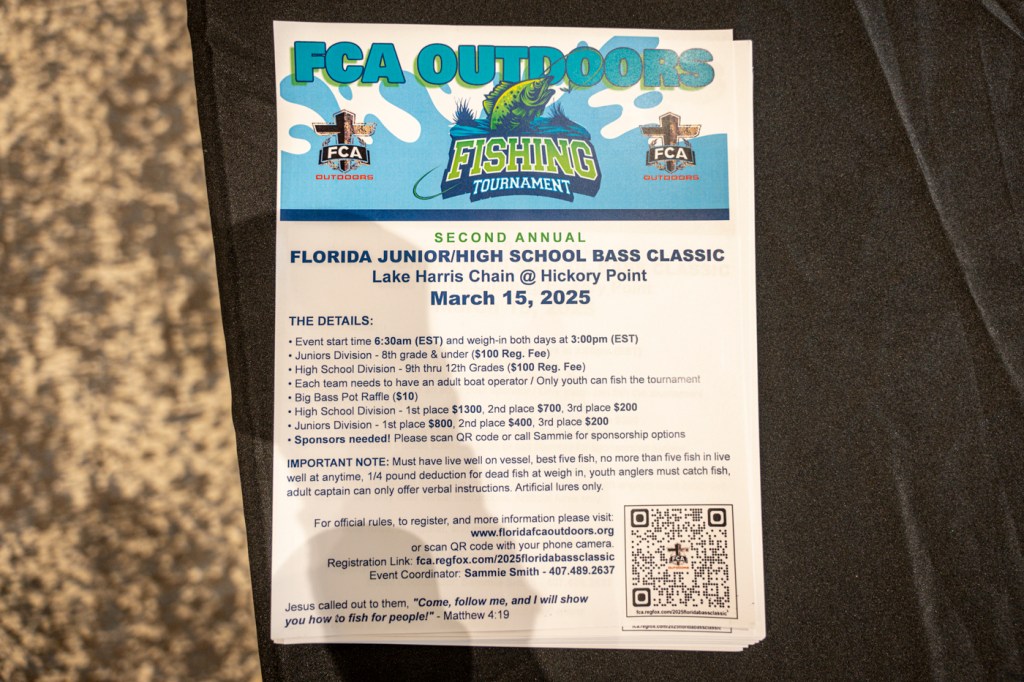 FCA OUTDOORS
FCA
OUTDOORS
FISHING
TOURNAMENT
FCA
OUTDOORS
SECOND ANNUAL
FLORIDA JUNIOR/HIGH SCHOOL BASS CLASSIC
Lake Harris Chain @ Hickory Point
March 15, 2025
THE DETAILS:
• Event start time 6:30am (EST) and weigh-in both days at 3:00pm (EST)
• Juniors Division - 8th grade & under ($100 Reg. Fee)
• High School Division - 9th thru 12th Grades ($100 Reg. Fee)
• Each team needs to have an adult boat operator / Only youth can fish the tournament
• Big Bass Pot Raffle ($10)
• High School Division - 1st place $1300, 2nd place $700, 3rd place $200
• Juniors Division - 1st place $800, 2nd place $400, 3rd place $200
• Sponsors needed! Please scan QR code or call Sammie for sponsorship options
IMPORTANT NOTE: Must have live well on vessel, best five fish, no more than five fish in live
well at anytime, 1/4 pound deduction for dead fish at weigh in, youth anglers must catch fish,
adult captain can only offer verbal instructions. Artificial lures only.
For official rules, to register, and more information please visit:
www.floridafcaoutdoors.org
or scan QR code with your phone camera.
Registration Link: fca.regfox.com/2025floridabassclassic
Event Coordinator: Sammie Smith - 407.489.2637
fca.regfox.com/2025floridabassclassic
Jesus called out to them, "Come, follow me, and I will show
you how to fish for people!" - Matthew 4:19